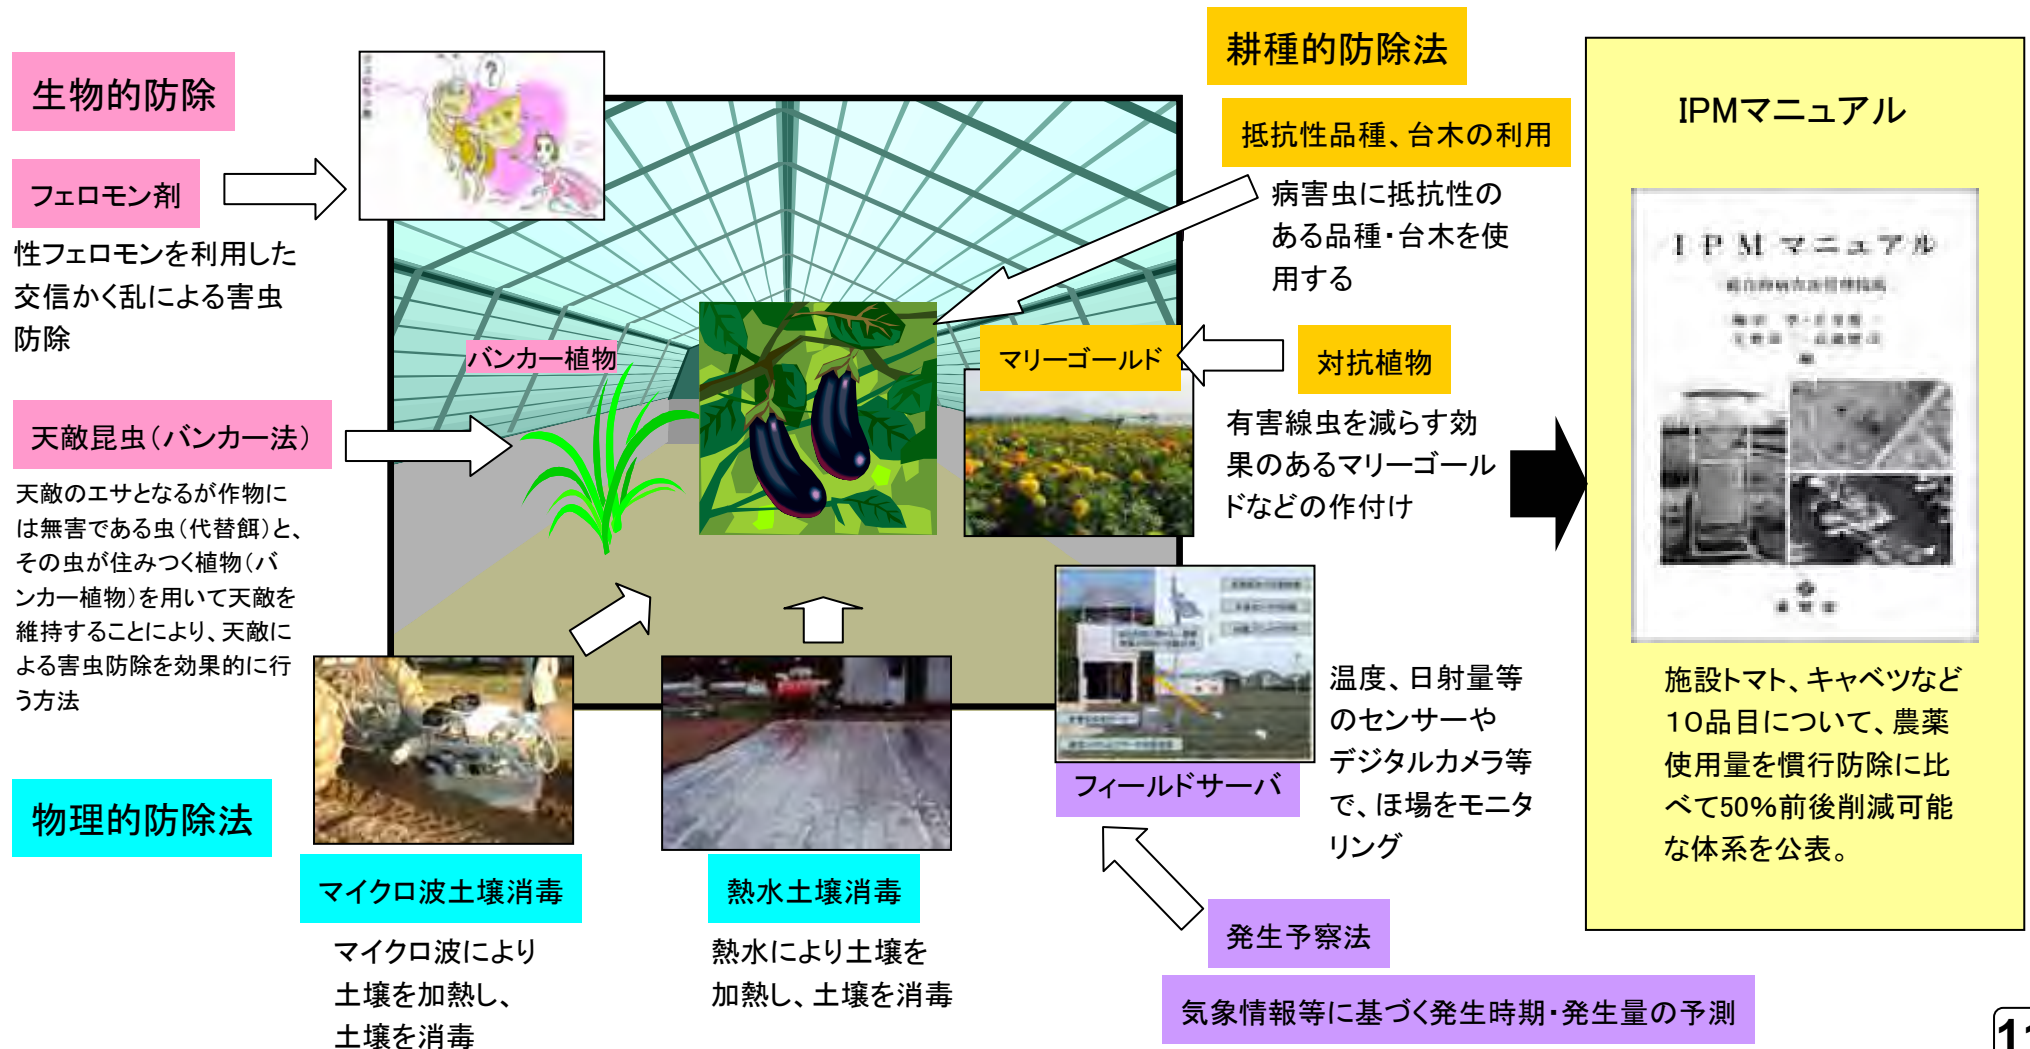 生物的防除
フェロモン剤
性フェロモンを利用した
交信かく乱による害虫
防除
天敵昆虫（バンカー法）
天敵のエサとなるが作物に
は無害である虫（代替餌）と、
その虫が住みつく植物（バ
ンカー植物）を用いて天敵を
維持することにより、天敵に
よる害虫防除を効果的に行
う方法
バンカー植物
物理的防除法
マイクロ波土壌消毒
マイクロ波により
土壌を加熱し、
土壌を消毒
熱水土壌消毒
熱水により土壌を
加熱し、土壌を消毒
耕種的防除法
抵抗性品種、台木の利用
病害虫に抵抗性の
ある品種・台木を使
用する
マリーゴールド
対抗植物
有害線虫を減らす効
果のあるマリーゴール
ドなどの作付け
温度、日射量等
のセンサーや
デジタルカメラ等
で、ほ場をモニタ
リング
フィールドサーバ
発生予察法
気象情報等に基づく発生時期・発生量の予測
IPMマニュアル
IPMマニュアル
施設トマト、キャベツなど
10品目について、農薬
使用量を慣行防除に比
べて50%前後削減可能
な体系を公表。